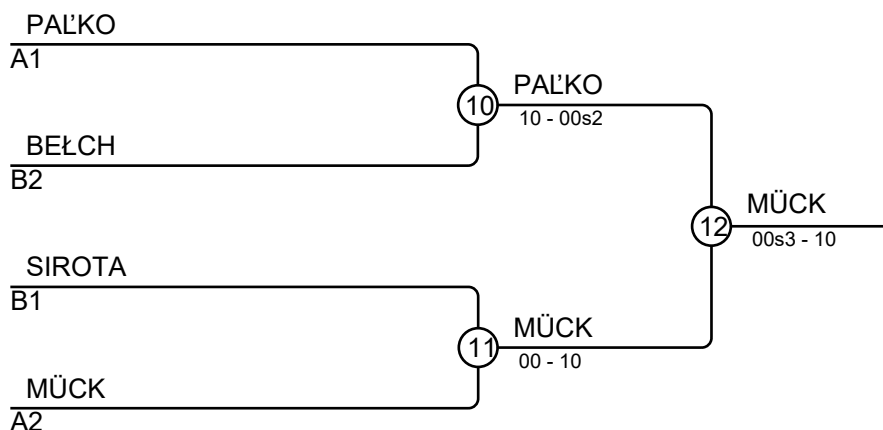 PAĽKO
A1
10
PAĽKO
10 - 00s2
BEŁCH
B2
12
MÜCK
00s3 - 10
SIROTA
B1
11
MÜCK
00 - 10
MÜCK
A2